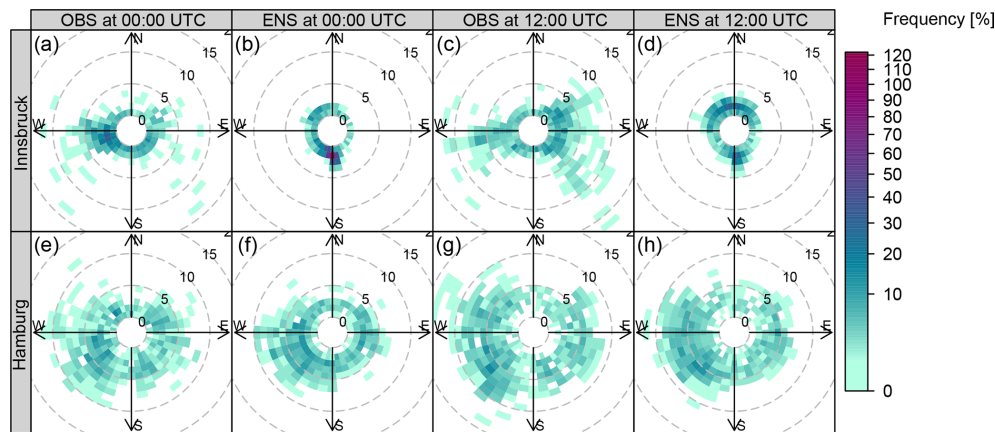 OBS at 00:00 UTC ENS at 00:00 UTC OBS at 12:00 UTC ENS at 12:00 UTC Frequency [%]
Innsbruck
(a) N 15 10 5 0 W E S
(b) N 15 10 5 0 W E S
(c) N 15 10 5 0 W E S
(d) N 15 10 5 0 W E S
Hamburg
(e) N 15 10 5 0 W E S
(f) N 15 10 5 0 W E S
(g) N 15 10 5 0 W E S
(h) N 15 10 5 0 W E S
120
110
100
90
80
70
60
50
40
30
20
10
0